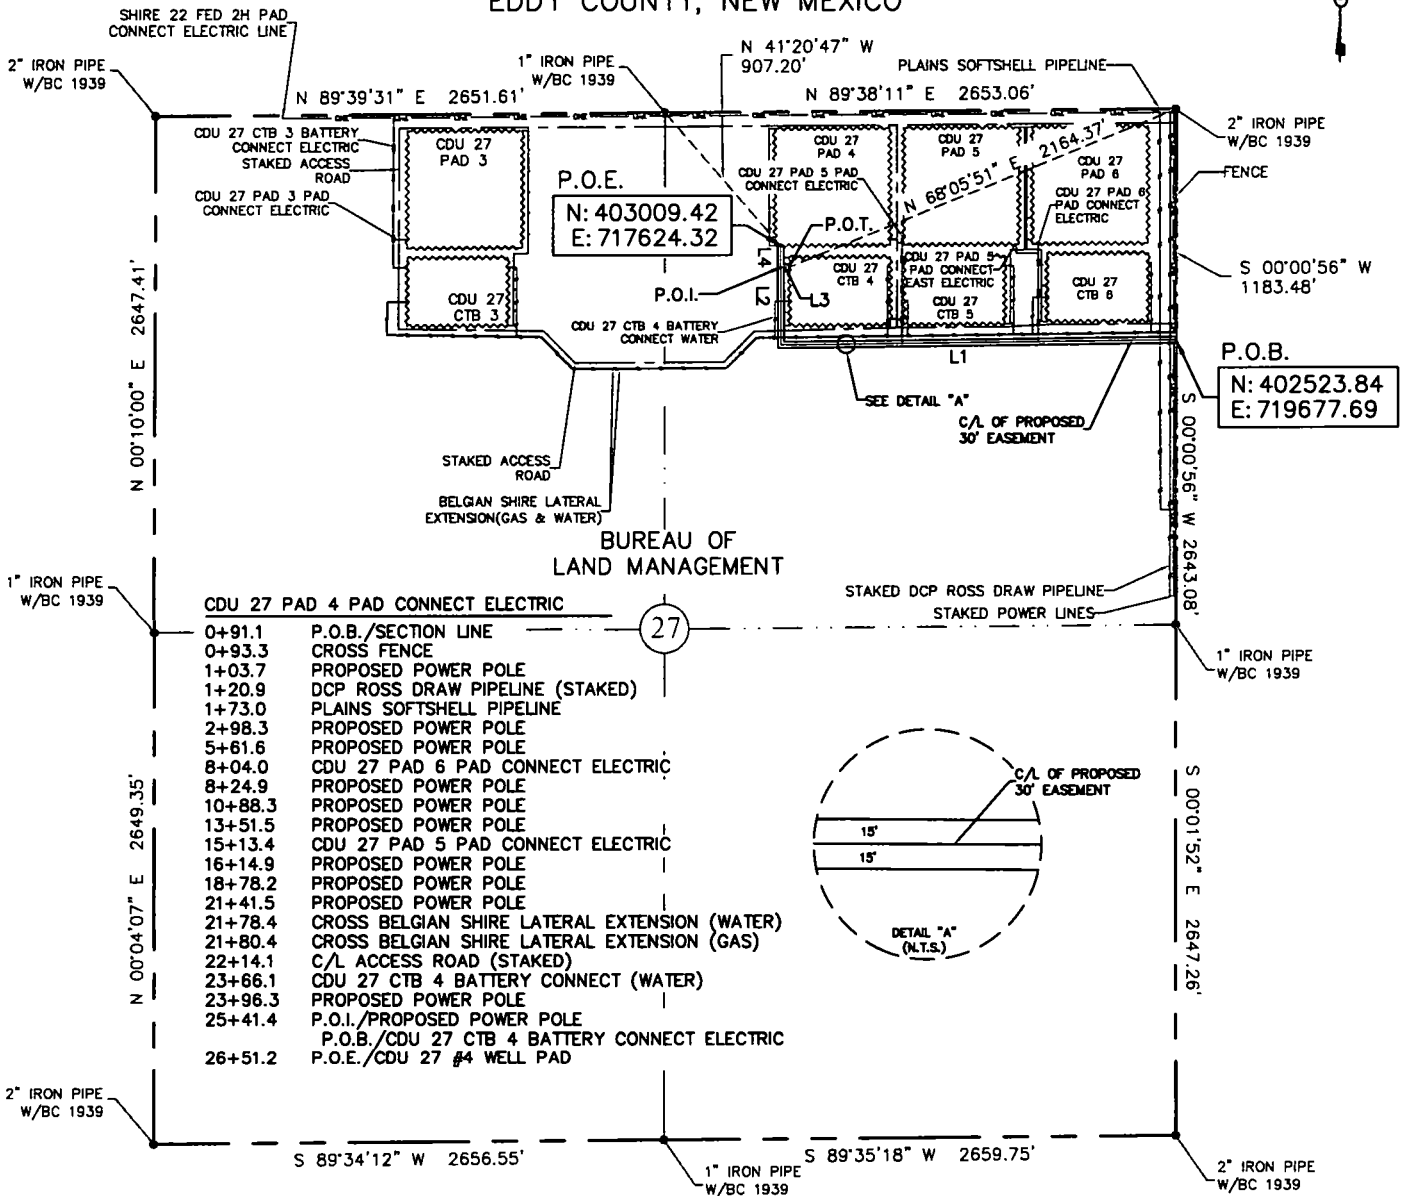 EDDY COUNTY, NEW MEXICO
SHIRE 22 FED 2H PAD
CONNECT ELECTRIC LINE
2" IRON PIPE
W/BC 1939
1" IRON PIPE
W/BC 1939
N 41°20'47" W
907.20'
PLAINS SOFTSHELL PIPELINE
N 89°39'31" E 2651.61'
N 89°38'11" E 2653.06'
2" IRON PIPE
W/BC 1939
FENCE
CDU 27 CTB 3 BATTERY
CONNECT ELECTRIC
STAKED ACCESS
ROAD
CDU 27 PAD 3 PAD
CONNECT ELECTRIC
CDU 27
PAD 3
CDU 27
PAD 4
CDU 27
PAD 5
CDU 27
PAD 6
CDU 27 PAD 5 PAD
CONNECT ELECTRIC
N 68°05'51" E 2164.37'
CDU 27 PAD 6
PAD CONNECT
ELECTRIC
P.O.E.
N: 403009.42
E: 717624.32
P.O.T.
L4
P.O.I.
L2
L3
CDU 27
CTB 3
CDU 27
CTB 4
CDU 27 PAD 5
PAD CONNECT
EAST ELECTRIC
CDU 27
CTB 5
CDU 27
CTB 6
S 00°00'56" W
1183.48'
CDU 27 CTB 4 BATTERY
CONNECT WATER
L1
P.O.B.
N: 402523.84
E: 719677.69
SEE DETAIL "A"
C/L OF PROPOSED
30' EASEMENT
N 00°10'00" E 2647.41'
S 00°00'56" W 2643.08'
STAKED ACCESS
ROAD
BELGIAN SHIRE LATERAL
EXTENSION(GAS & WATER)
BUREAU OF
LAND MANAGEMENT
STAKED DCP ROSS DRAW PIPELINE
STAKED POWER LINES
1" IRON PIPE
W/BC 1939
27
1" IRON PIPE
W/BC 1939
CDU 27 PAD 4 PAD CONNECT ELECTRIC
0+91.1 P.O.B./SECTION LINE
0+93.3 CROSS FENCE
1+03.7 PROPOSED POWER POLE
1+20.9 DCP ROSS DRAW PIPELINE (STAKED)
1+73.0 PLAINS SOFTSHELL PIPELINE
2+98.3 PROPOSED POWER POLE
5+61.6 PROPOSED POWER POLE
8+04.0 CDU 27 PAD 6 PAD CONNECT ELECTRIC
8+24.9 PROPOSED POWER POLE
10+88.3 PROPOSED POWER POLE
13+51.5 PROPOSED POWER POLE
15+13.4 CDU 27 PAD 5 PAD CONNECT ELECTRIC
16+14.9 PROPOSED POWER POLE
18+78.2 PROPOSED POWER POLE
21+41.5 PROPOSED POWER POLE
21+78.4 CROSS BELGIAN SHIRE LATERAL EXTENSION (WATER)
21+80.4 CROSS BELGIAN SHIRE LATERAL EXTENSION (GAS)
22+14.1 C/L ACCESS ROAD (STAKED)
23+66.1 CDU 27 CTB 4 BATTERY CONNECT (WATER)
23+96.3 PROPOSED POWER POLE
25+41.4 P.O.I./PROPOSED POWER POLE
P.O.B./CDU 27 CTB 4 BATTERY CONNECT ELECTRIC
26+51.2 P.O.E./CDU 27 #4 WELL PAD
C/L OF PROPOSED
30' EASEMENT
15'
15'
DETAIL "A"
(N.T.S.)
N 00°04'07" E 2649.35'
S 00°01'52" E 2647.26'
2" IRON PIPE
W/BC 1939
S 89°34'12" W 2656.55'
1" IRON PIPE
W/BC 1939
S 89°35'18" W 2659.75'
2" IRON PIPE
W/BC 1939